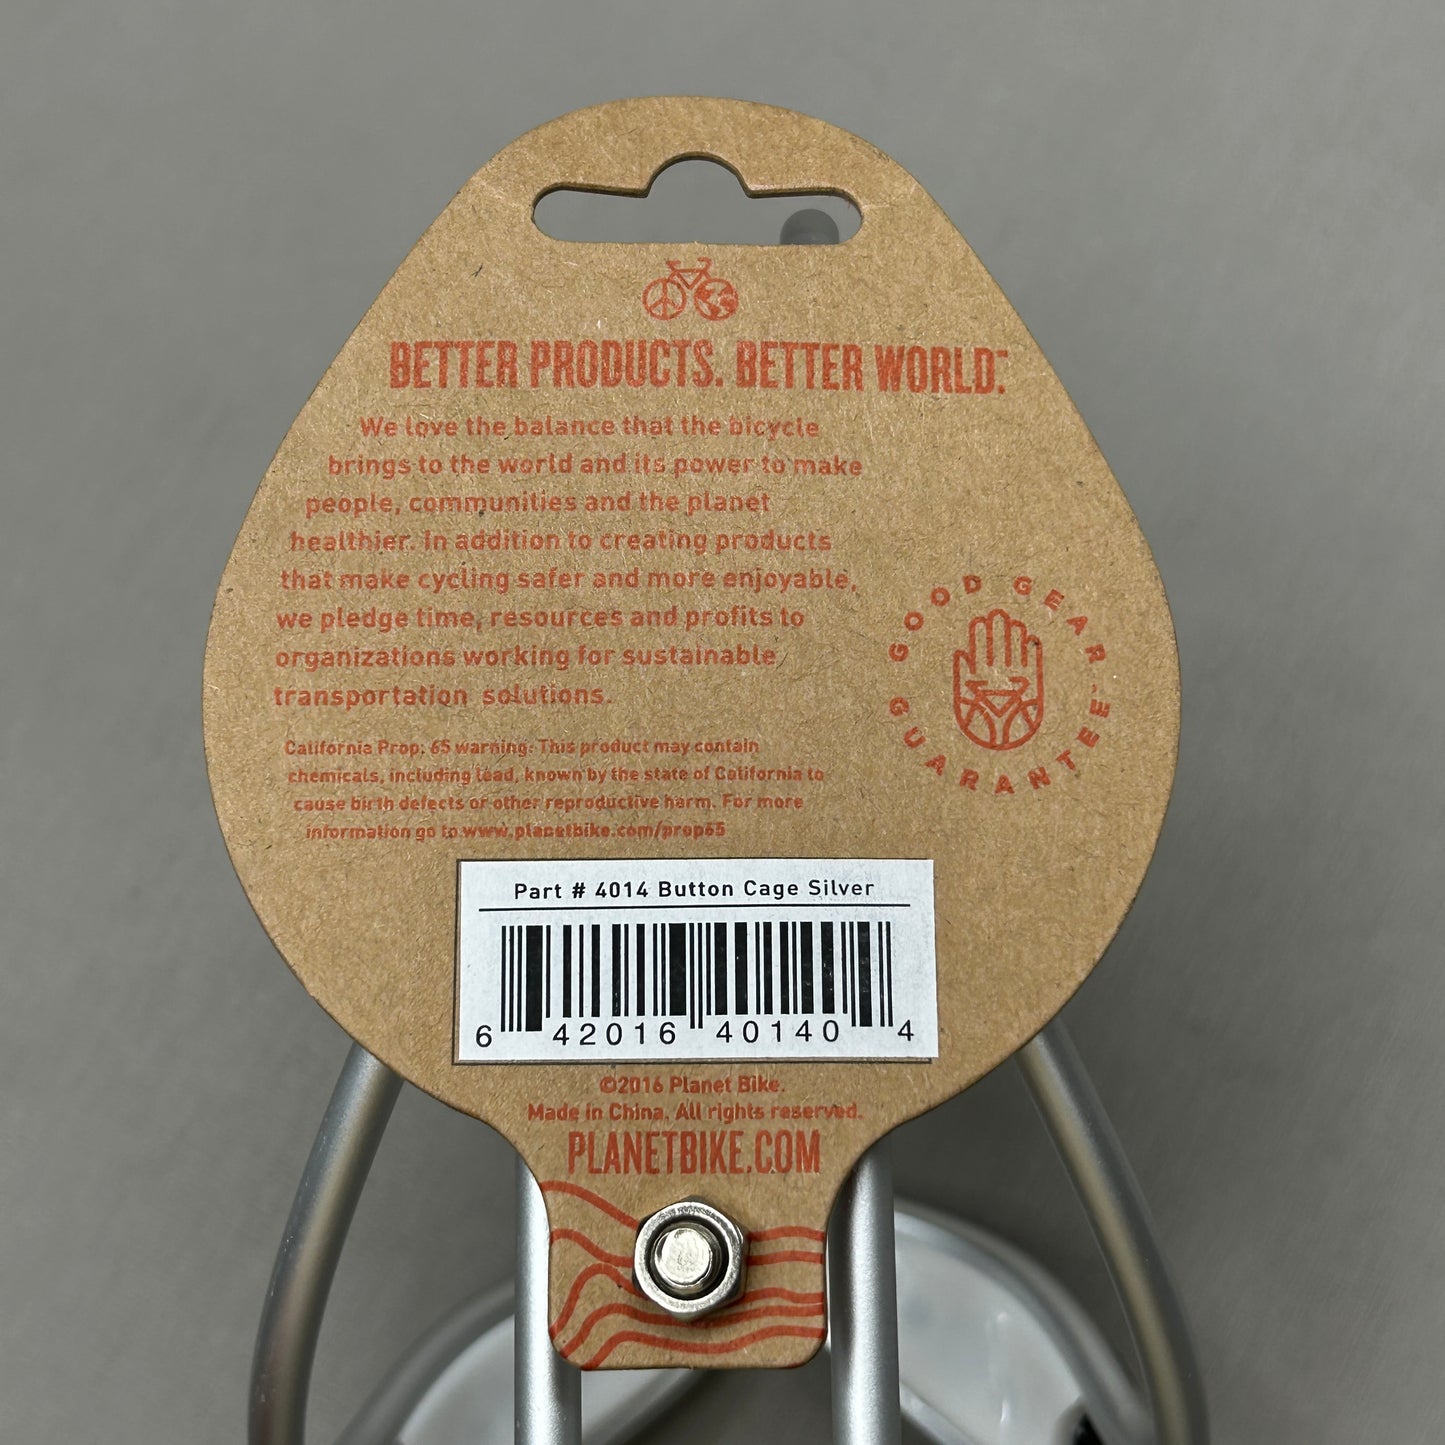 BETTER PRODUCTS. BETTER WORLD.™
We love the balance that the bicycle
brings to the world and its power to make
people, communities and the planet
healthier. In addition to creating products
that make cycling safer and more enjoyable,
we pledge time, resources and profits to
organizations working for sustainable
transportation solutions.
GOOD GEAR GUARANTEE™
California Prop. 65 warning: This product may contain
chemicals, including lead, known by the state of California to
cause birth defects or other reproductive harm. For more
information go to www.planetbike.com/prop65
Part # 4014 Button Cage Silver
6 42016 40140 4
©2016 Planet Bike.
Made in China. All rights reserved.
PLANETBIKE.COM